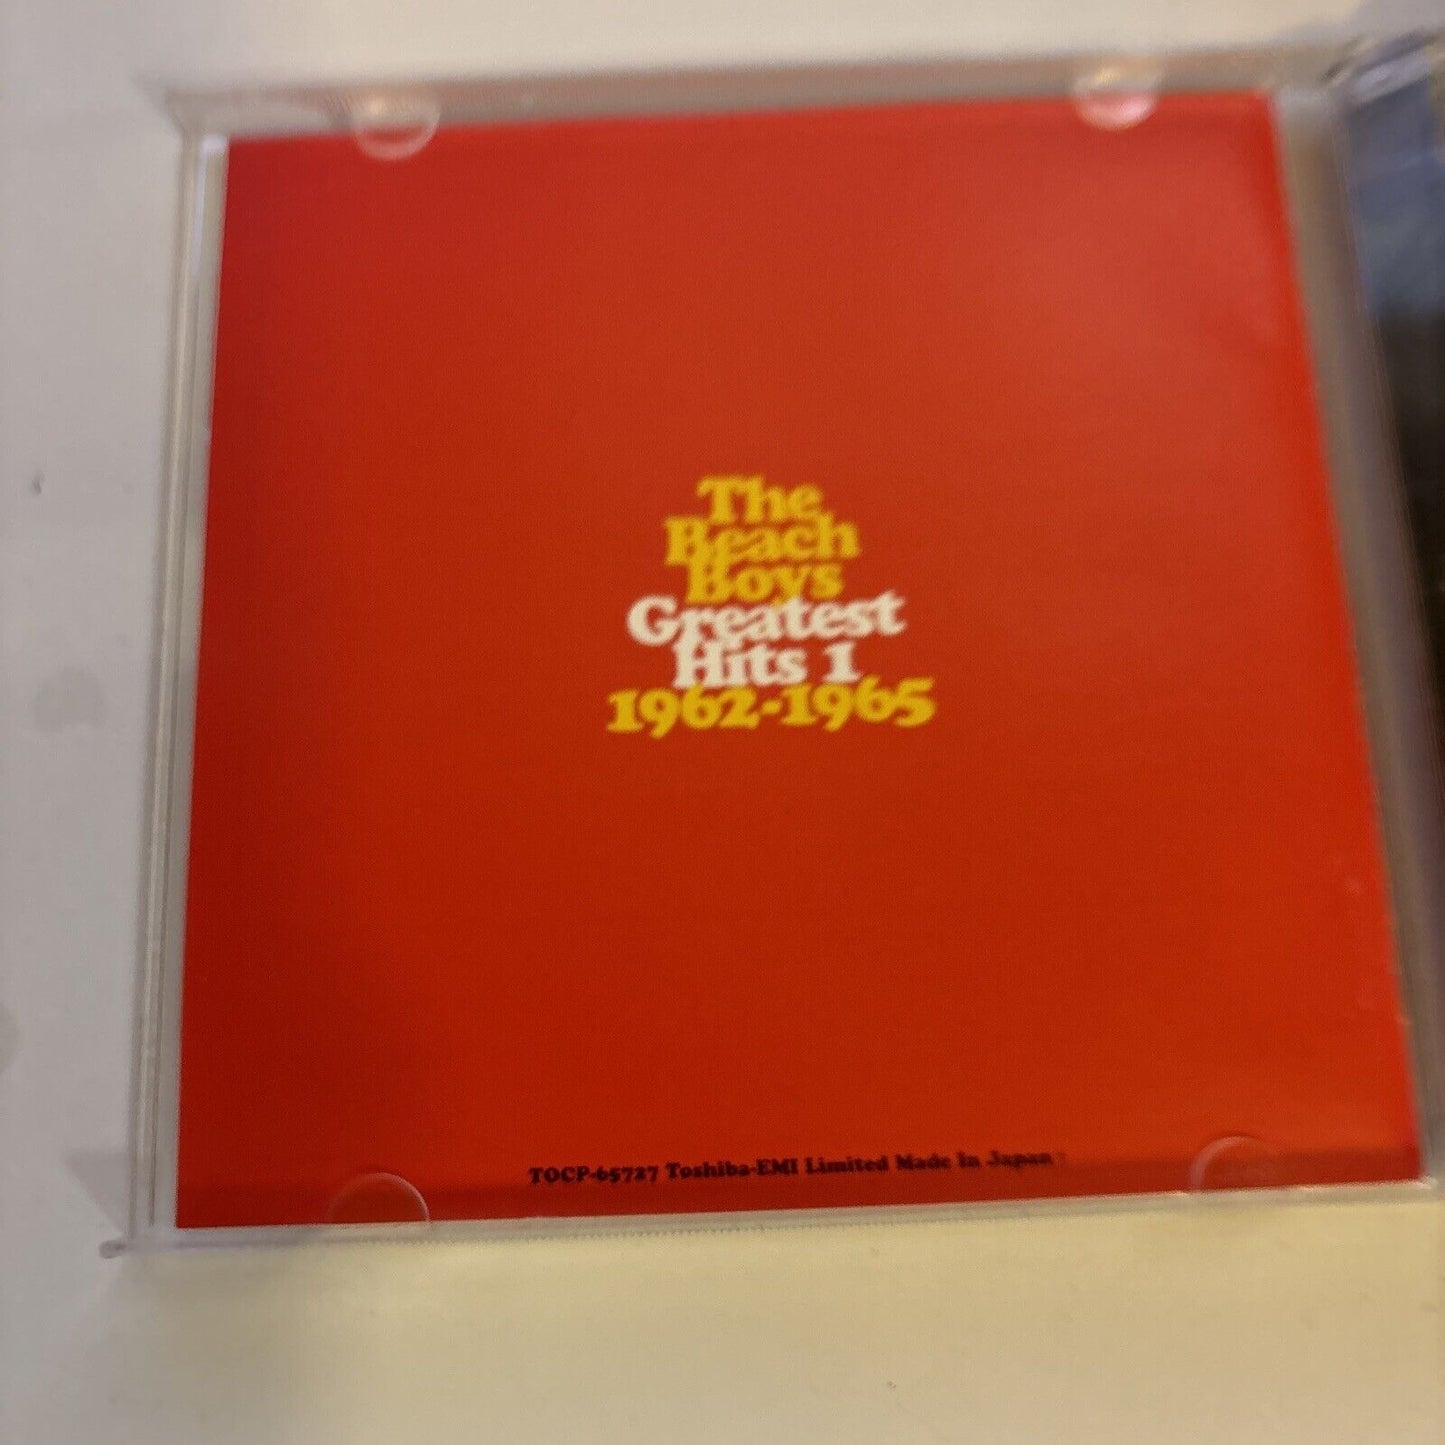 The
Beach
Boys
Greatest
Hits 1
1962-1965
TOCP-65727 Toshiba-EMI Limited Made In Japan